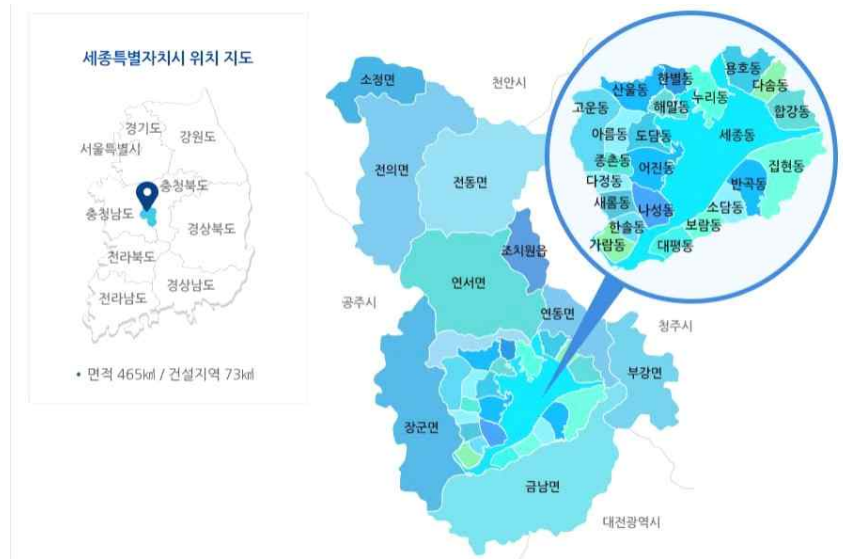 세종특별자치시 위치 지도
경기도
강원도
서울특별시
충청북도
충청남도
경상북도
전라북도
경상남도
전라남도
• 면적 465㎢ / 건설지역 73㎢
소정면
천안시
전의면
전동면
조치원읍
연서면
공주시
연동면
청주시
부강면
장군면
금남면
대전광역시
용호동
한별동
다솜동
산울동
누리동
고운동
해밀동
합강동
아름동
도담동
세종동
종촌동
어진동
집현동
다정동
반곡동
새롬동
나성동
소담동
한솔동
보람동
가람동
대평동